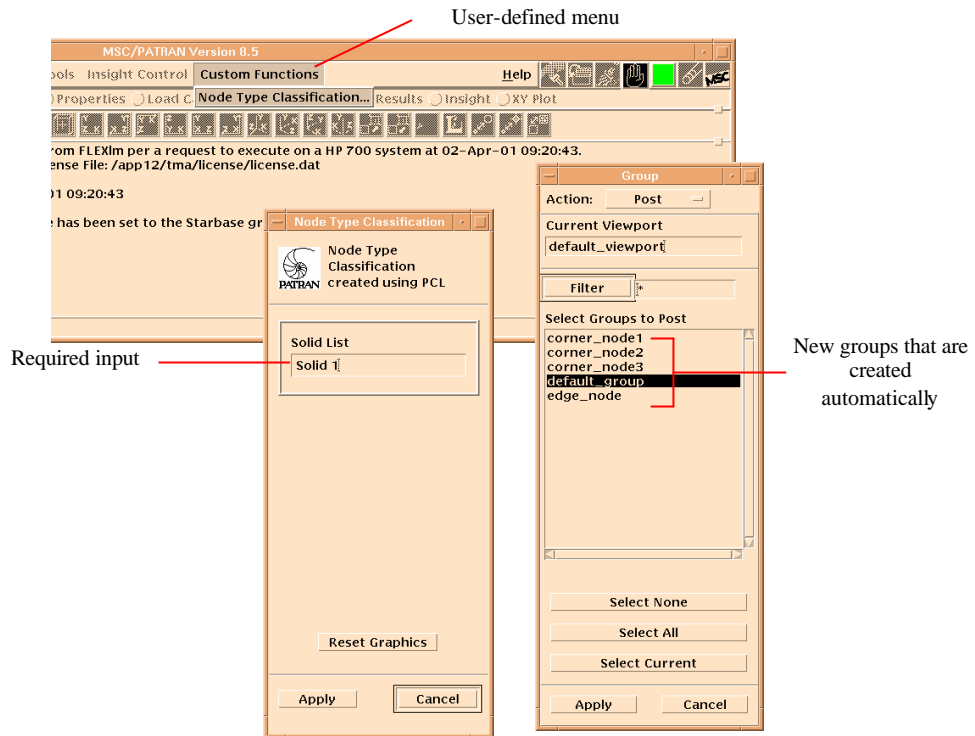 User-defined menu
MSC/PATRAN Version 8.5
ools Insight Control Custom Functions Help
Properties Load C Node Type Classification... Results Insight XY Plot
MSC
rom FLEXlm per a request to execute on a HP 700 system at 02-Apr-01 09:20:43.
ense File: /app12/tma/license/license.dat
01 09:20:43
has been set to the Starbase gr
Node Type Classification
PATRAN
Node Type
Classification
created using PCL
Solid List
Solid 1
Required input
Reset Graphics
Apply Cancel
Group
Action: Post
Current Viewport
default_viewport
Filter *
Select Groups to Post
corner_node1
corner_node2
corner_node3
default_group
edge_node
New groups that are
created
automatically
Select None
Select All
Select Current
Apply Cancel